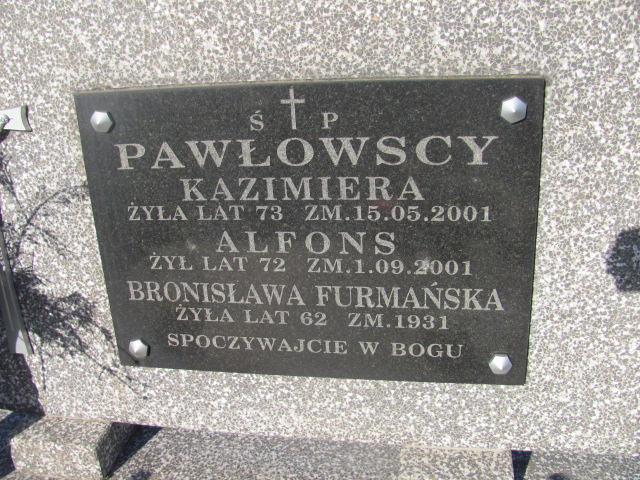 Ś P
PAWŁOWSCY
KAZIMIERA
ŻYŁA LAT 73 ZM.15.05.2001
ALFONS
ŻYŁ LAT 72 ZM.1.09.2001
BRONISŁAWA FURMAŃSKA
ŻYŁA LAT 62 ZM.1931
SPOCZYWAJCIE W BOGU